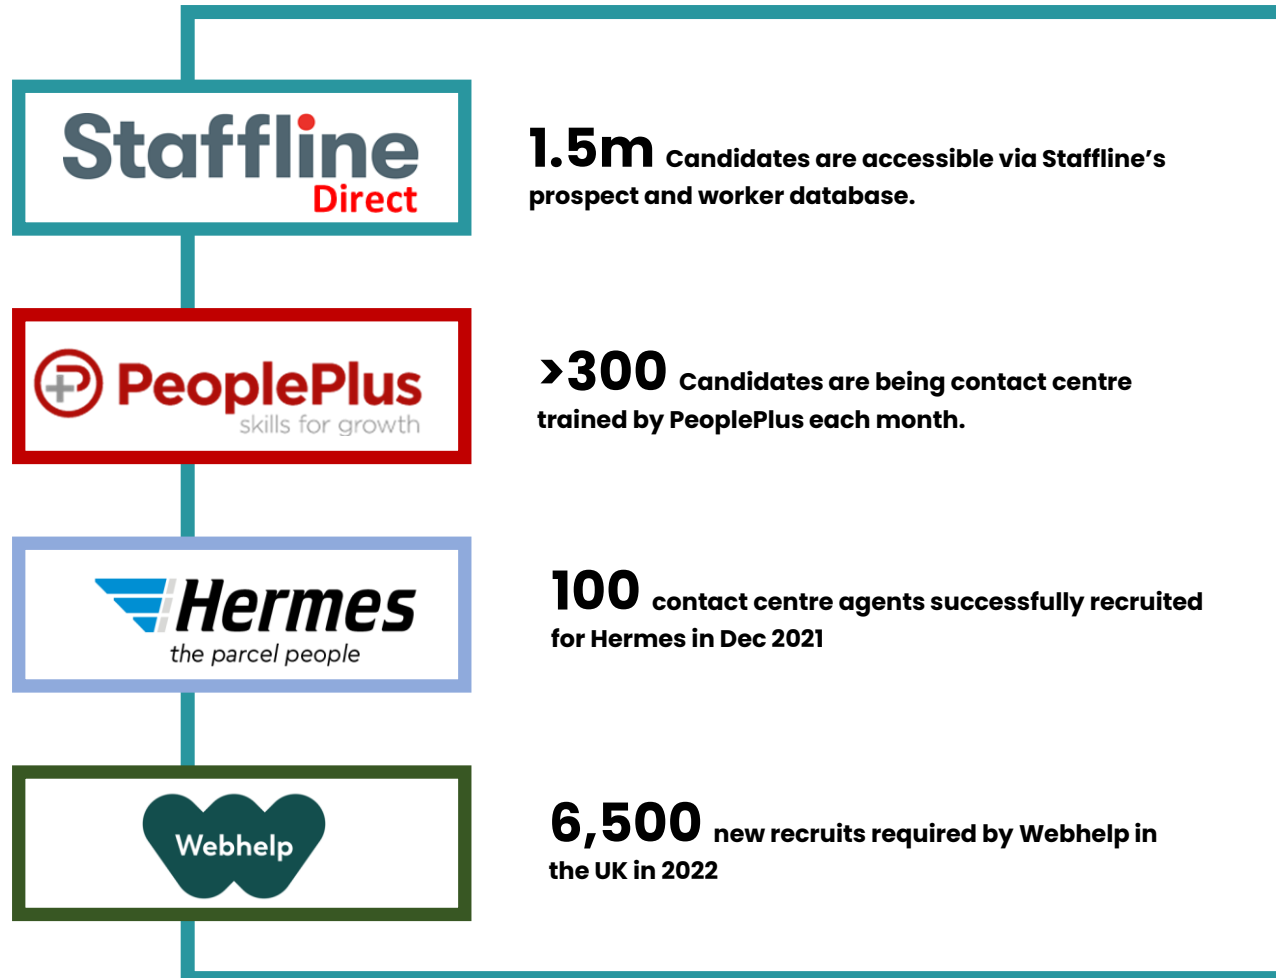 Staffline
Direct
1.5m Candidates are accessible via Staffline’s
prospect and worker database.
PeoplePlus
skills for growth
>300 Candidates are being contact centre
trained by PeoplePlus each month.
Hermes
the parcel people
100 contact centre agents successfully recruited
for Hermes in Dec 2021
Webhelp
6,500 new recruits required by Webhelp in
the UK in 2022